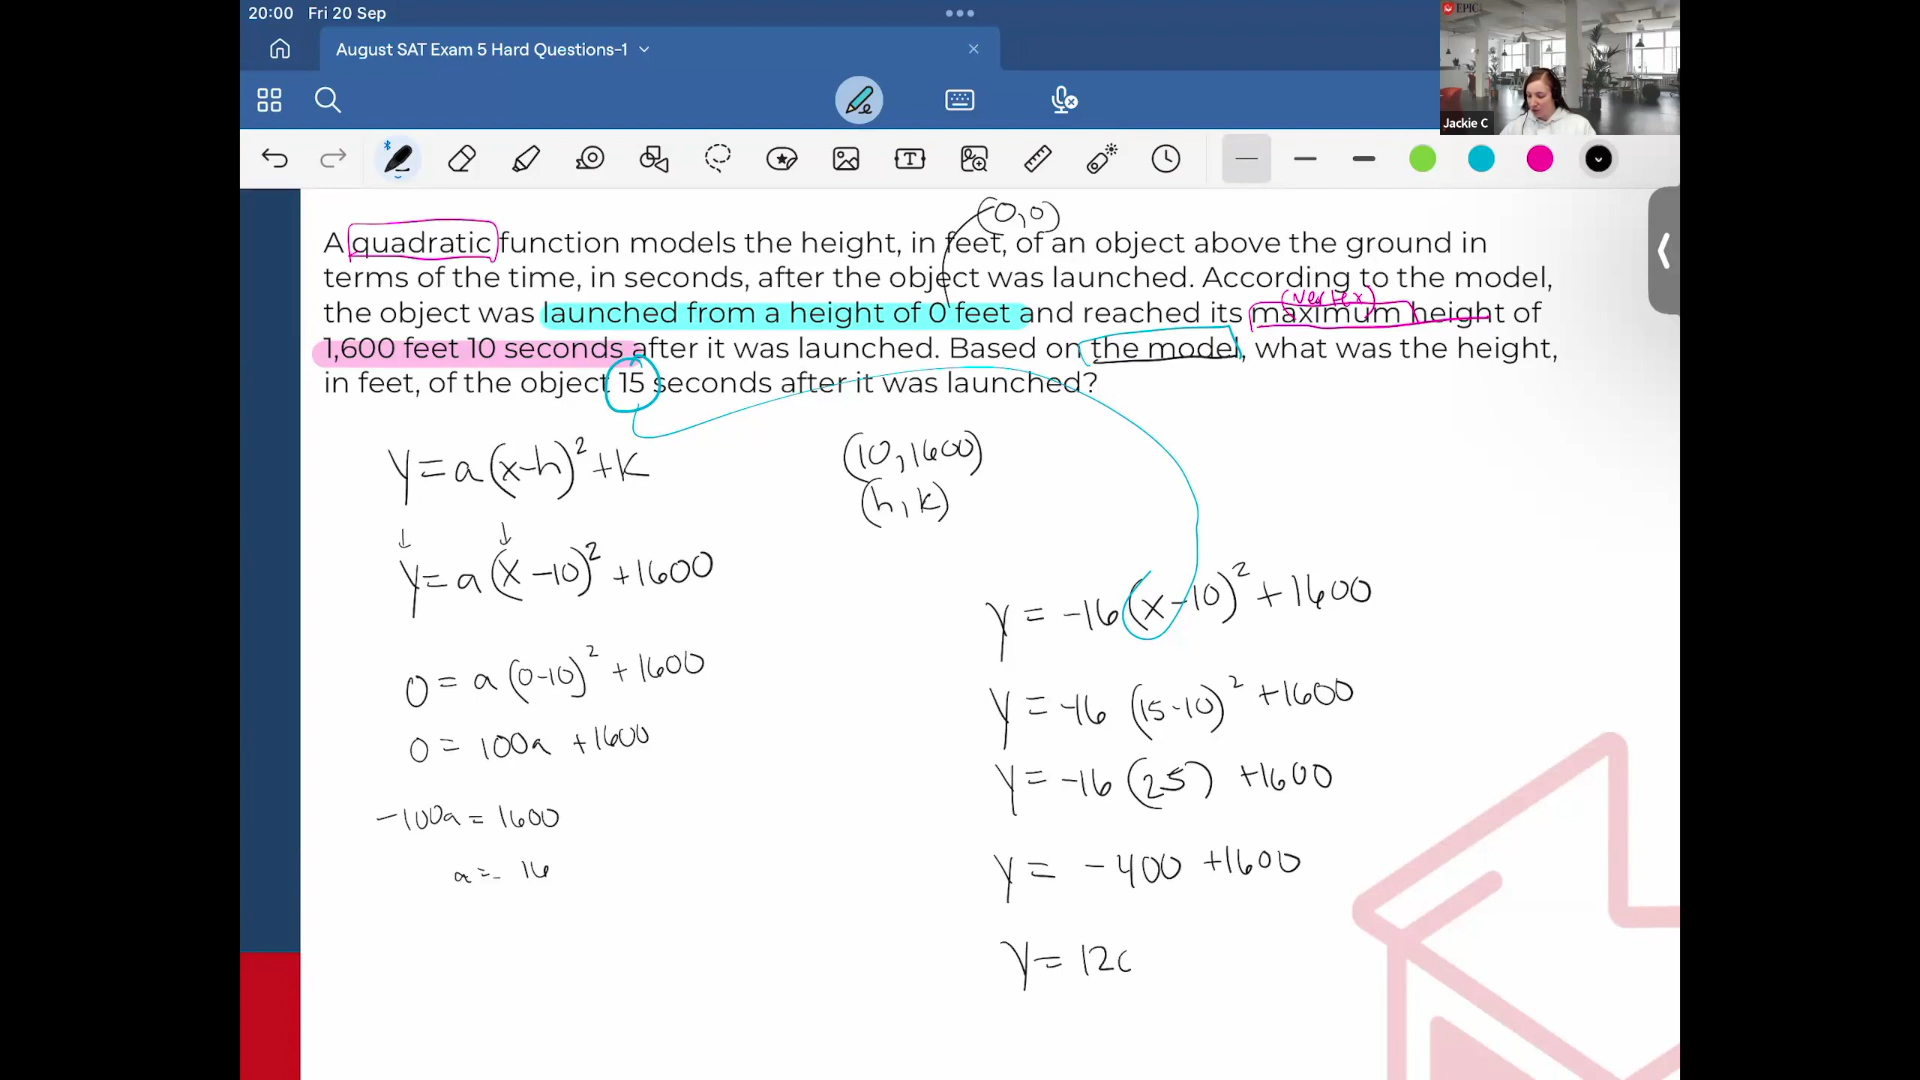 20:00 Fri 20 Sep
August SAT Exam 5 Hard Questions-1
EPIC
Jackie C
(0,0)
A quadratic function models the height, in feet, of an object above the ground in
terms of the time, in seconds, after the object was launched. According to the model,
(vertex)
the object was launched from a height of 0 feet and reached its maximum height of
1,600 feet 10 seconds after it was launched. Based on the model, what was the height,
in feet, of the object 15 seconds after it was launched?
y=a(x-h)²+k
(10,1600)
(h,k)
y=a(x-10)²+1600
0=a(0-10)²+1600
0=100a+1600
-100a=1600
a=-16
y=-16(x-10)²+1600
y=-16(15-10)²+1600
y=-16(25)+1600
y=-400+1600
y=120